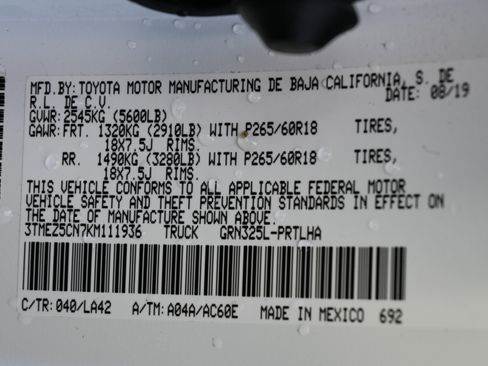 MFD.BY:TOYOTA MOTOR MANUFACTURING DE BAJA CALIFORNIA, S. DE
R.L. DE C.V. DATE: 08/19
GVWR:2545KG (5600LB)
GAWR:FRT. 1320KG (2910LB) WITH P265/60R18 TIRES,
18X7.5J RIMS.
RR. 1490KG (3280LB) WITH P265/60R18 TIRES,
18X7.5J RIMS.
THIS VEHICLE CONFORMS TO ALL APPLICABLE FEDERAL MOTOR
VEHICLE SAFETY AND THEFT PREVENTION STANDARDS IN EFFECT ON
THE DATE OF MANUFACTURE SHOWN ABOVE.
3TMEZ5CN7KM111936 TRUCK GRN325L-PRTLHA
C/TR: 040/LA42 A/TM: A04A/AC60E MADE IN MEXICO 692